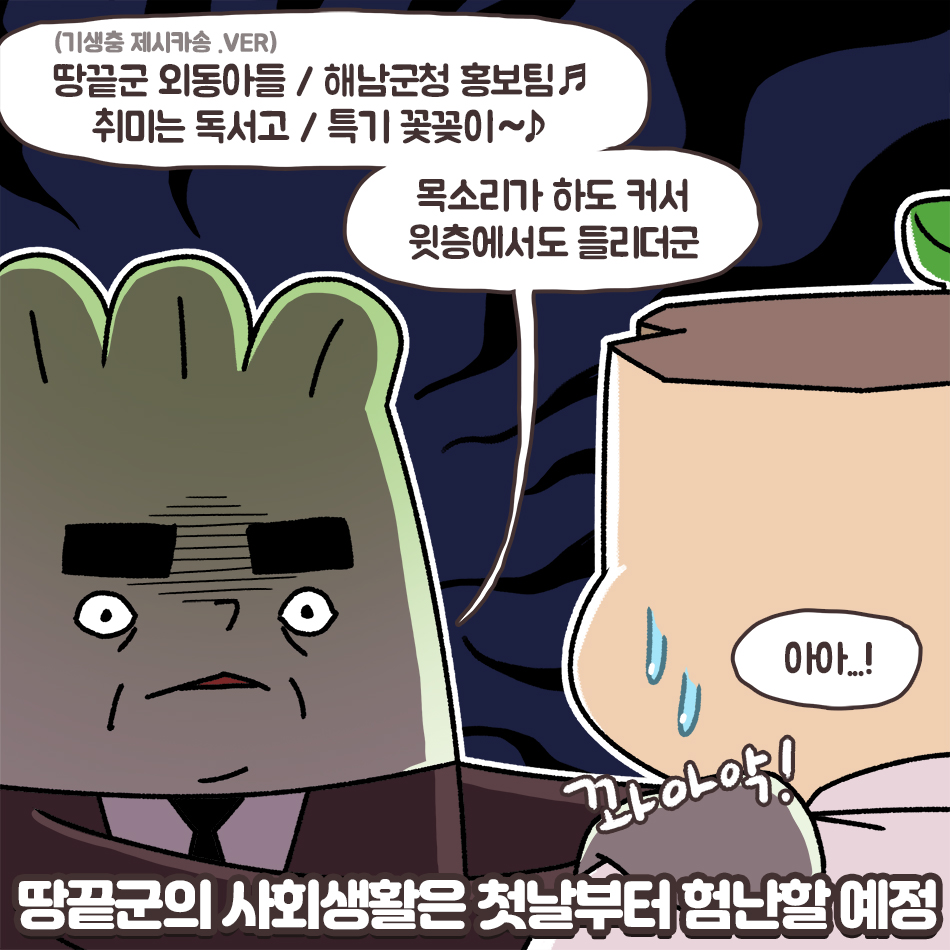 (기생충 제시카송 .VER)
땅끝군 외동아들 / 해남군청 홍보팀♬
취미는 독서고 / 특기 꽃꽂이~♪
목소리가 하도 커서
윗층에서도 들리더군
아아...!
꽈아악!
땅끝군의 사회생활은 첫날부터 험난할 예정